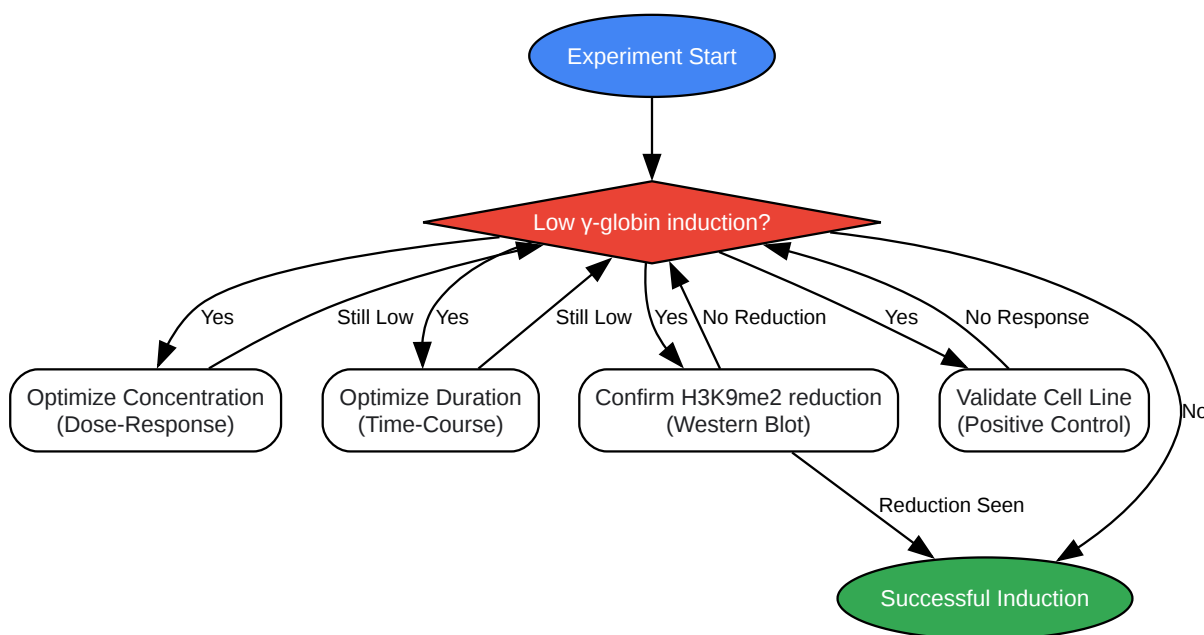 Experiment Start
Low γ-globin induction?
Yes
Still Low
Yes
Still Low
Yes
No Reduction
Yes
No Response
Optimize Concentration
(Dose-Response)
Optimize Duration
(Time-Course)
Confirm H3K9me2 reduction
(Western Blot)
Validate Cell Line
(Positive Control)
No
Reduction Seen
Successful Induction